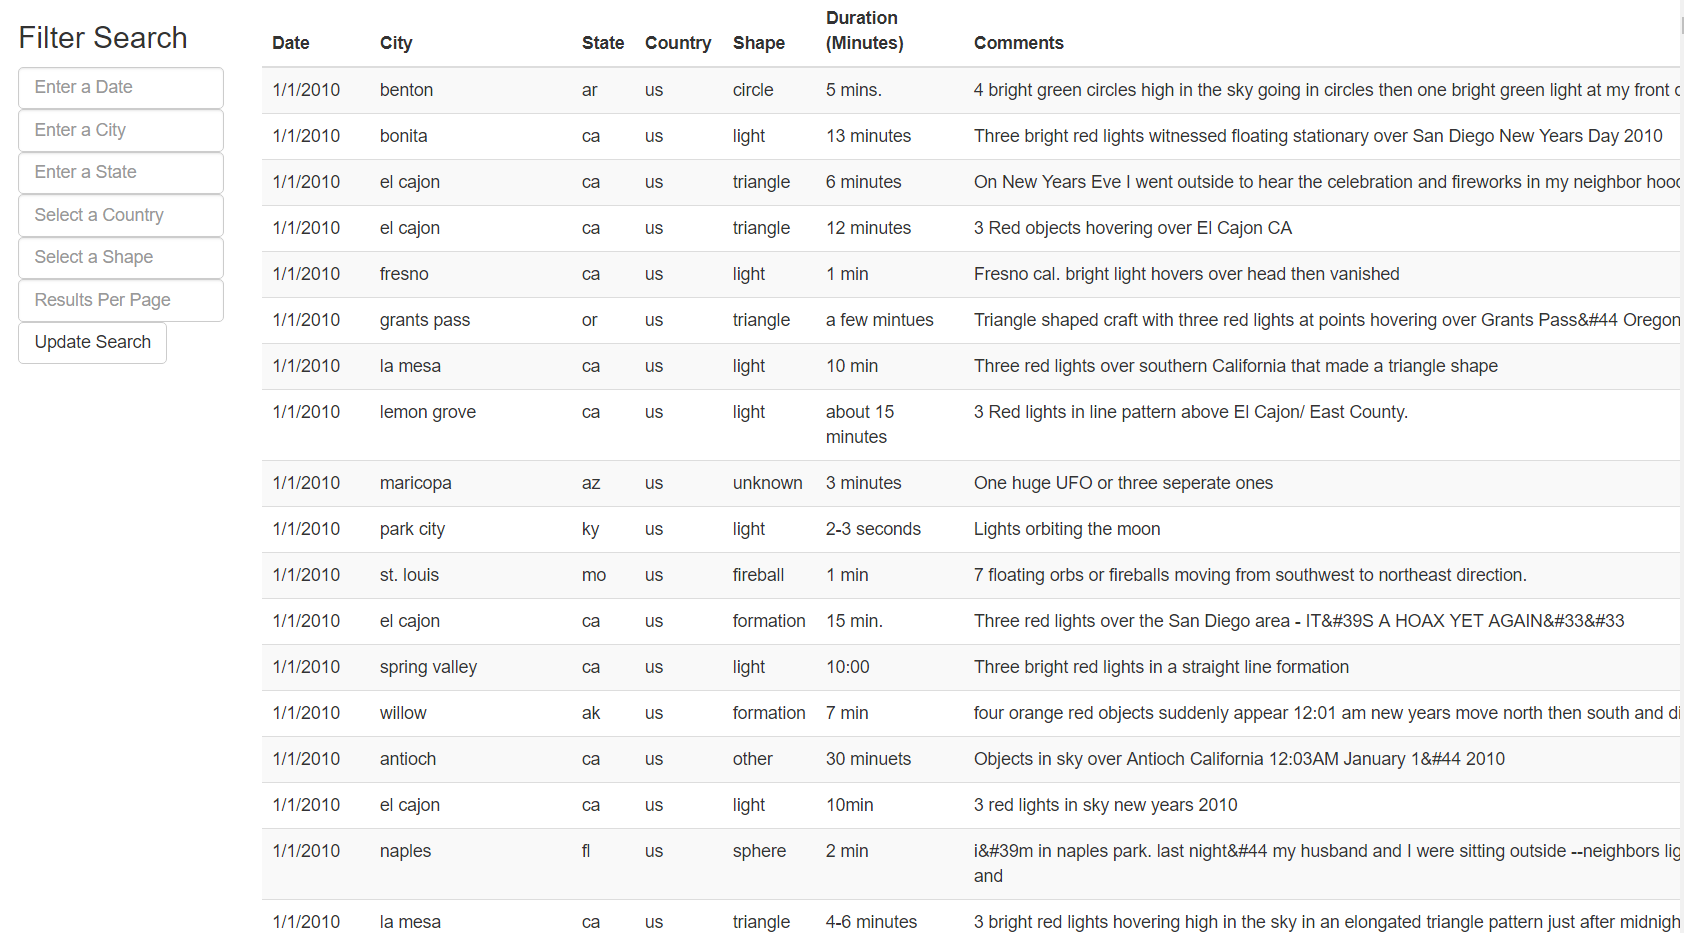 Filter Search
Enter a Date
Enter a City
Enter a State
Select a Country
Select a Shape
Results Per Page
Update Search
Date City State Country Shape Duration (Minutes) Comments
1/1/2010 benton ar us circle 5 mins. 4 bright green circles high in the sky going in circles then one bright green light at my front
1/1/2010 bonita ca us light 13 minutes Three bright red lights witnessed floating stationary over San Diego New Years Day 2010
1/1/2010 el cajon ca us triangle 6 minutes On New Years Eve I went outside to hear the celebration and fireworks in my neighbor hood
1/1/2010 el cajon ca us triangle 12 minutes 3 Red objects hovering over El Cajon CA
1/1/2010 fresno ca us light 1 min Fresno cal. bright light hovers over head then vanished
1/1/2010 grants pass or us triangle a few mintues Triangle shaped craft with three red lights at points hovering over Grants Pass&#44 Oregon
1/1/2010 la mesa ca us light 10 min Three red lights over southern California that made a triangle shape
1/1/2010 lemon grove ca us light about 15 minutes 3 Red lights in line pattern above El Cajon/ East County.
1/1/2010 maricopa az us unknown 3 minutes One huge UFO or three seperate ones
1/1/2010 park city ky us light 2-3 seconds Lights orbiting the moon
1/1/2010 st. louis mo us fireball 1 min 7 floating orbs or fireballs moving from southwest to northeast direction.
1/1/2010 el cajon ca us formation 15 min. Three red lights over the San Diego area - IT&#39S A HOAX YET AGAIN&#33&#33
1/1/2010 spring valley ca us light 10:00 Three bright red lights in a straight line formation
1/1/2010 willow ak us formation 7 min four orange red objects suddenly appear 12:01 am new years move north then south and di
1/1/2010 antioch ca us other 30 minuets Objects in sky over Antioch California 12:03AM January 1&#44 2010
1/1/2010 el cajon ca us light 10min 3 red lights in sky new years 2010
1/1/2010 naples fl us sphere 2 min i&#39m in naples park. last night&#44 my husband and I were sitting outside --neighbors lig
and
1/1/2010 la mesa ca us triangle 4-6 minutes 3 bright red lights hovering high in the sky in an elongated triangle pattern just after midnigh